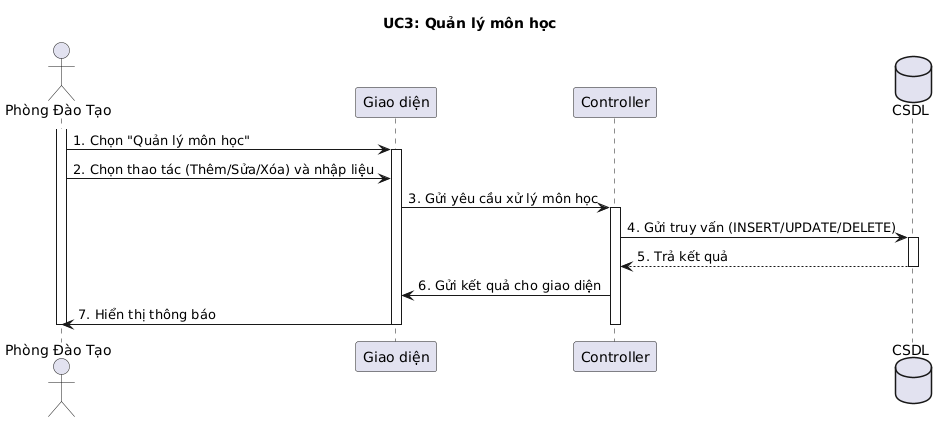 UC3: Quản lý môn học
Phòng Đào Tạo
Giao diện
Controller
CSDL
1. Chọn "Quản lý môn học"
2. Chọn thao tác (Thêm/Sửa/Xóa) và nhập liệu
3. Gửi yêu cầu xử lý môn học
4. Gửi truy vấn (INSERT/UPDATE/DELETE)
5. Trả kết quả
6. Gửi kết quả cho giao diện
7. Hiển thị thông báo
Phòng Đào Tạo
Giao diện
Controller
CSDL